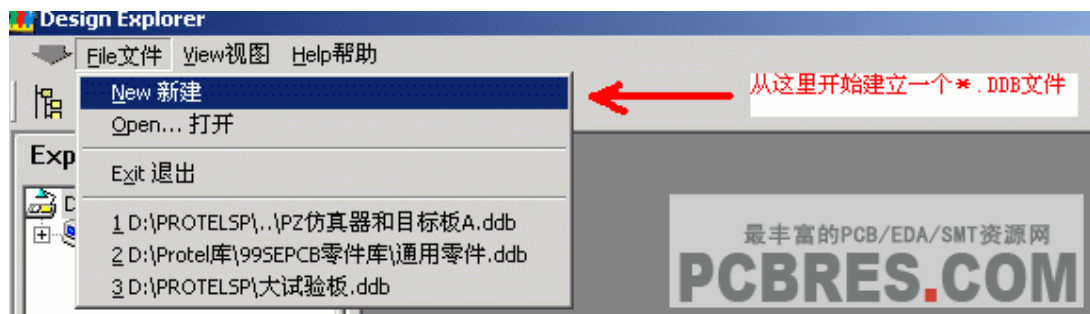 Design Explorer
File文件 View视图 Help帮助
New 新建
从这里开始建立一个*.DDB文件
Open... 打开
Exp
Exit 退出
D
1 D:\PROTELSP\..\PZ仿真器和目标板A.ddb
2 D:\Protel库\99SEPCB零件库\通用零件.ddb
3 D:\PROTELSP\大试验板.ddb
最丰富的PCB/EDA/SMT资源网
PCBRES.COM